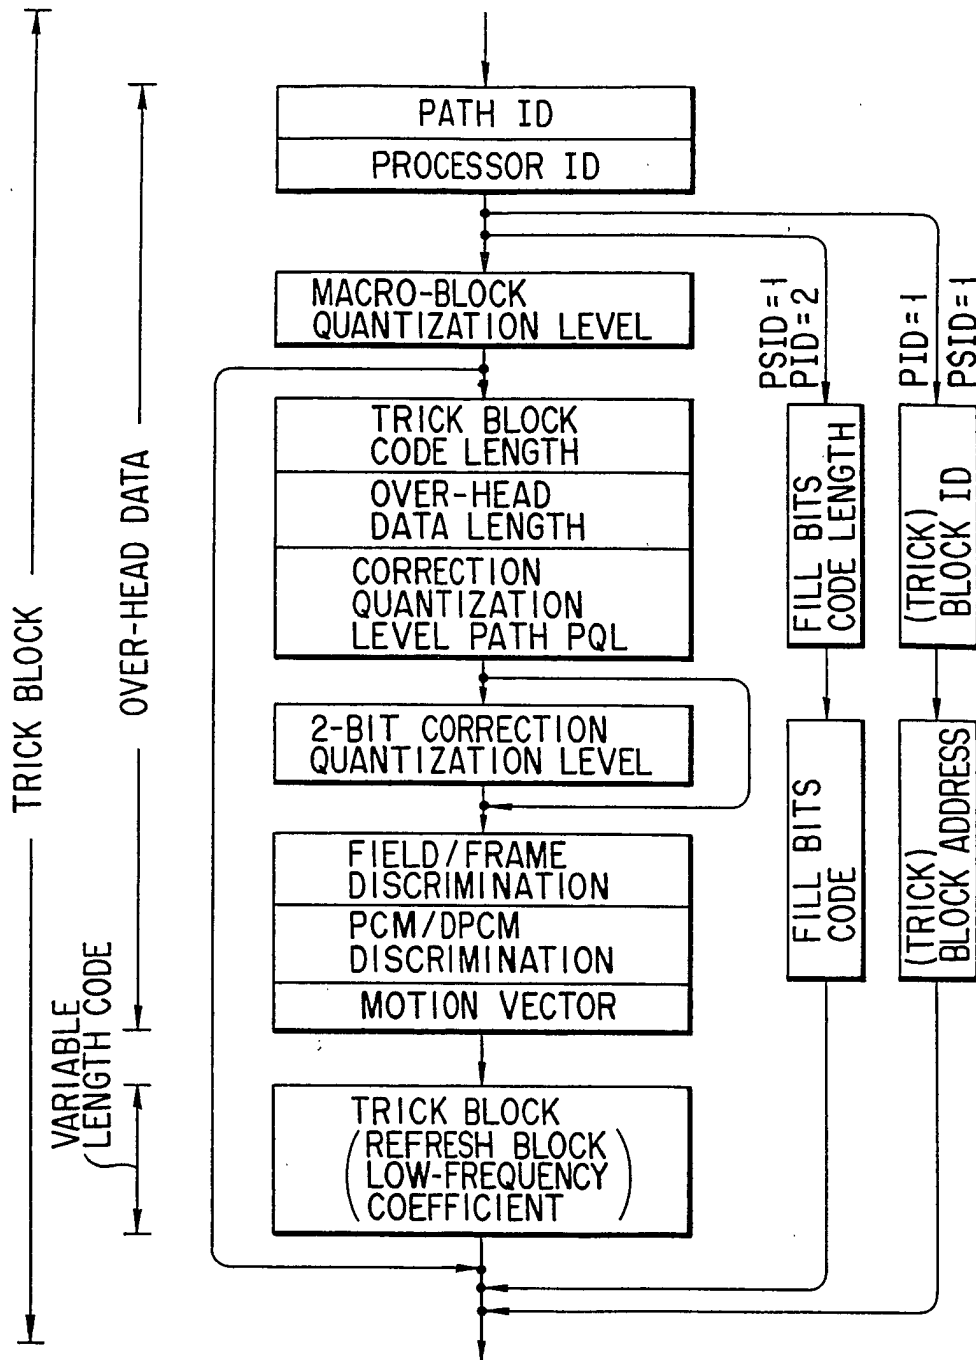 PATH ID
PROCESSOR ID
MACRO-BLOCK
QUANTIZATION LEVEL
TRICK BLOCK
CODE LENGTH
OVER-HEAD
DATA LENGTH
CORRECTION
QUANTIZATION
LEVEL PATH PQL
2-BIT CORRECTION
QUANTIZATION LEVEL
FIELD/FRAME
DISCRIMINATION
PCM/DPCM
DISCRIMINATION
MOTION VECTOR
TRICK BLOCK
(REFRESH BLOCK
LOW-FREQUENCY
COEFFICIENT)
TRICK BLOCK
OVER-HEAD DATA
VARIABLE
LENGTH CODE
PSID=1
PID=2
FILL BITS
CODE LENGTH
FILL BITS
CODE
PID=1
PSID=1
(TRICK)
BLOCK ID
(TRICK)
BLOCK ADDRESS